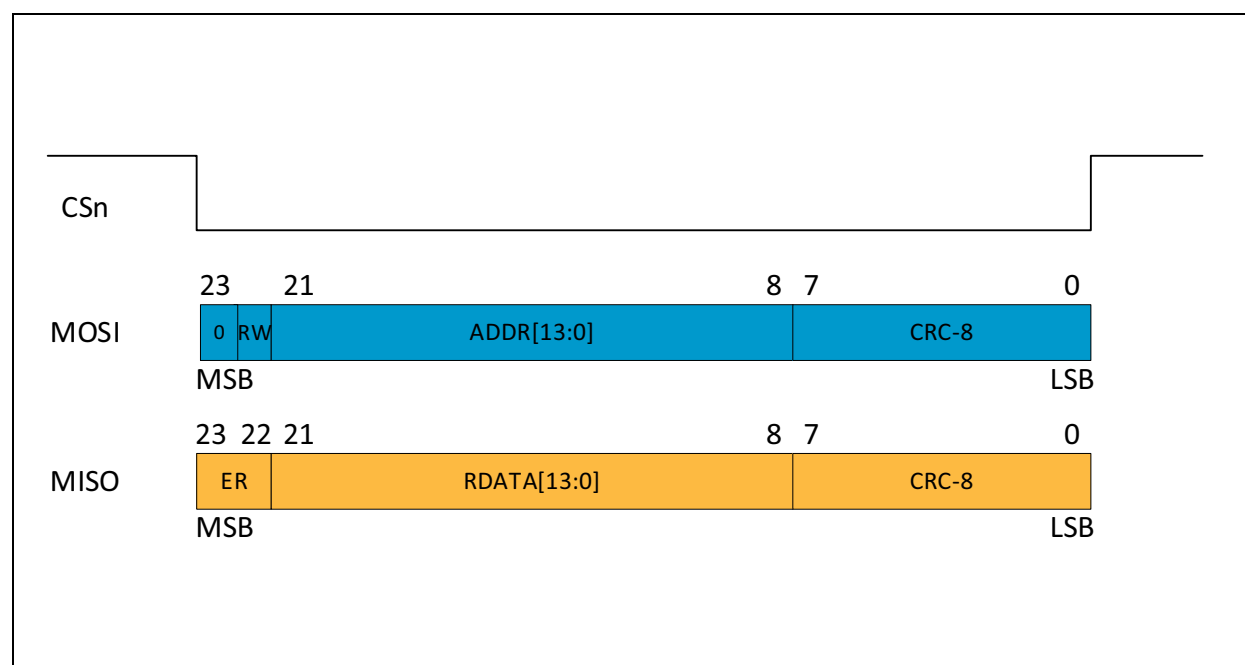 CSn
23 21 8 7 0
MOSI 0 RW ADDR[13:0] CRC-8
MSB LSB
23 22 21 8 7 0
MISO ER RDATA[13:0] CRC-8
MSB LSB